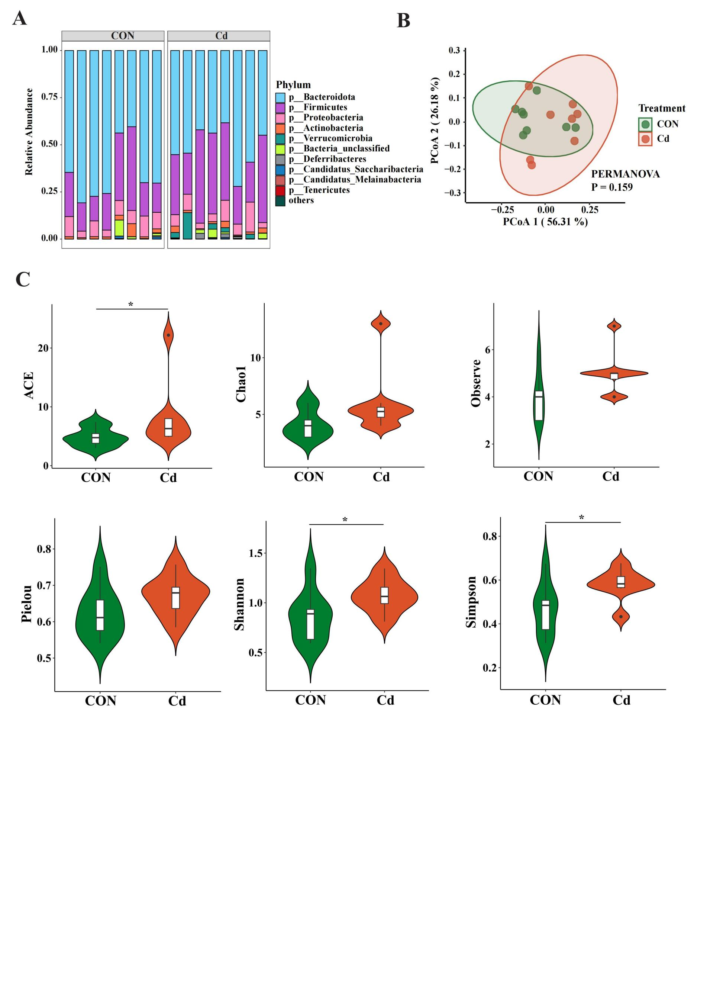 A
CON
Cd
Relative Abundance
1.00
0.75
0.50
0.25
0.00
Phylum
p__Bacteroidota
p__Firmicutes
p__Proteobacteria
p__Actinobacteria
p__Verrucomicrobia
p__Bacteria_unclassified
p__Deferribacteres
p__Candidatus_Saccharibacteria
p__Candidatus_Melainabacteria
p__Tenericutes
others
B
PCoA 2 ( 26.18 %)
0.3
0.2
0.1
0.0
−0.1
−0.2
−0.3
−0.25
0.00
0.25
PCoA 1 ( 56.31 %)
PERMANOVA
P = 0.159
Treatment
CON
Cd
C
ACE
20
10
0
*
CON
Cd
Chao1
10
5
CON
Cd
Observe
6
4
2
CON
Cd
Pielou
0.8
0.7
0.6
0.5
CON
Cd
Shannon
1.5
1.0
0.5
*
CON
Cd
Simpson
0.8
0.6
0.4
0.2
*
CON
Cd